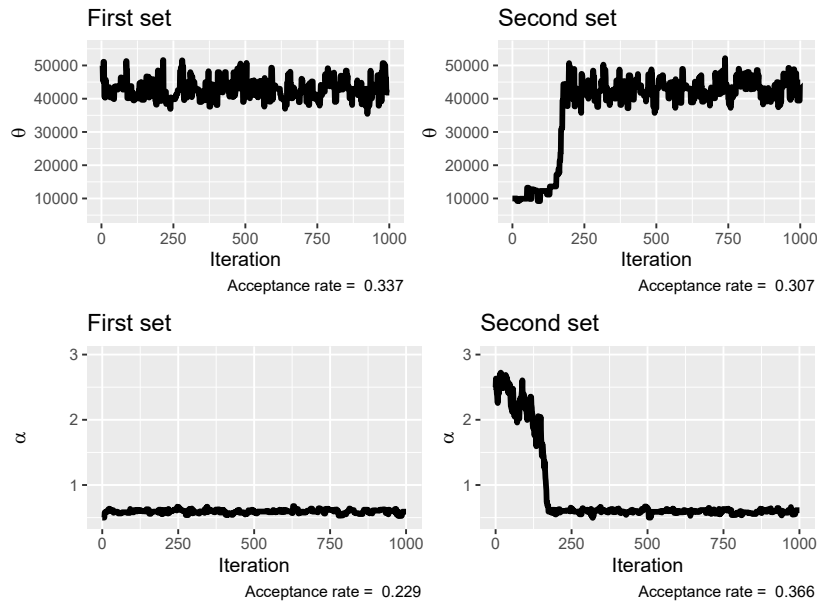 First set
Second set
50000
40000
30000
20000
10000
θ
0 250 500 750 1000
Iteration
Acceptance rate = 0.337
50000
40000
30000
20000
10000
θ
0 250 500 750 1000
Iteration
Acceptance rate = 0.307
First set
Second set
3
2
1
α
0 250 500 750 1000
Iteration
Acceptance rate = 0.229
3
2
1
α
0 250 500 750 1000
Iteration
Acceptance rate = 0.366